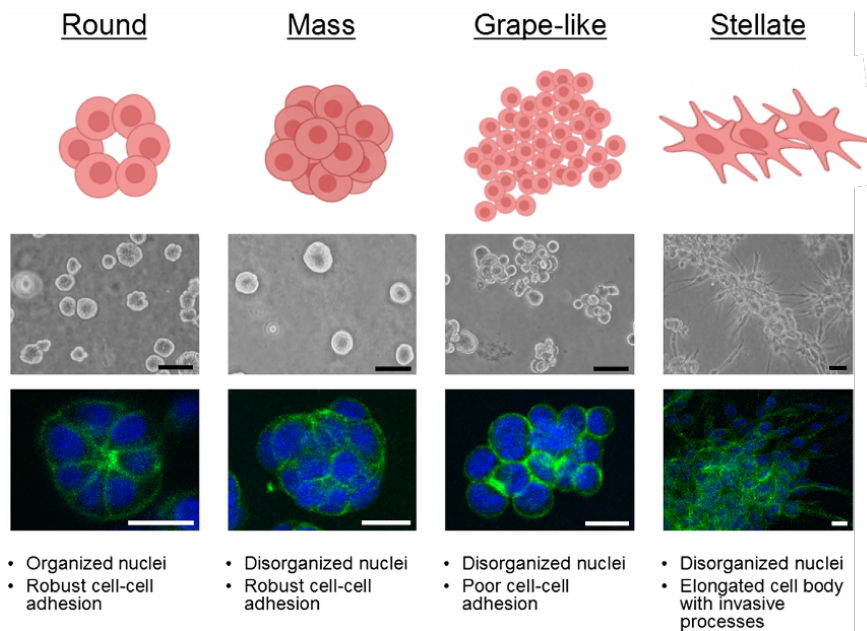 Round
Mass
Grape-like
Stellate
• Organized nuclei
• Robust cell-cell
adhesion
• Disorganized nuclei
• Robust cell-cell
adhesion
• Disorganized nuclei
• Poor cell-cell
adhesion
• Disorganized nuclei
• Elongated cell body
with invasive
processes